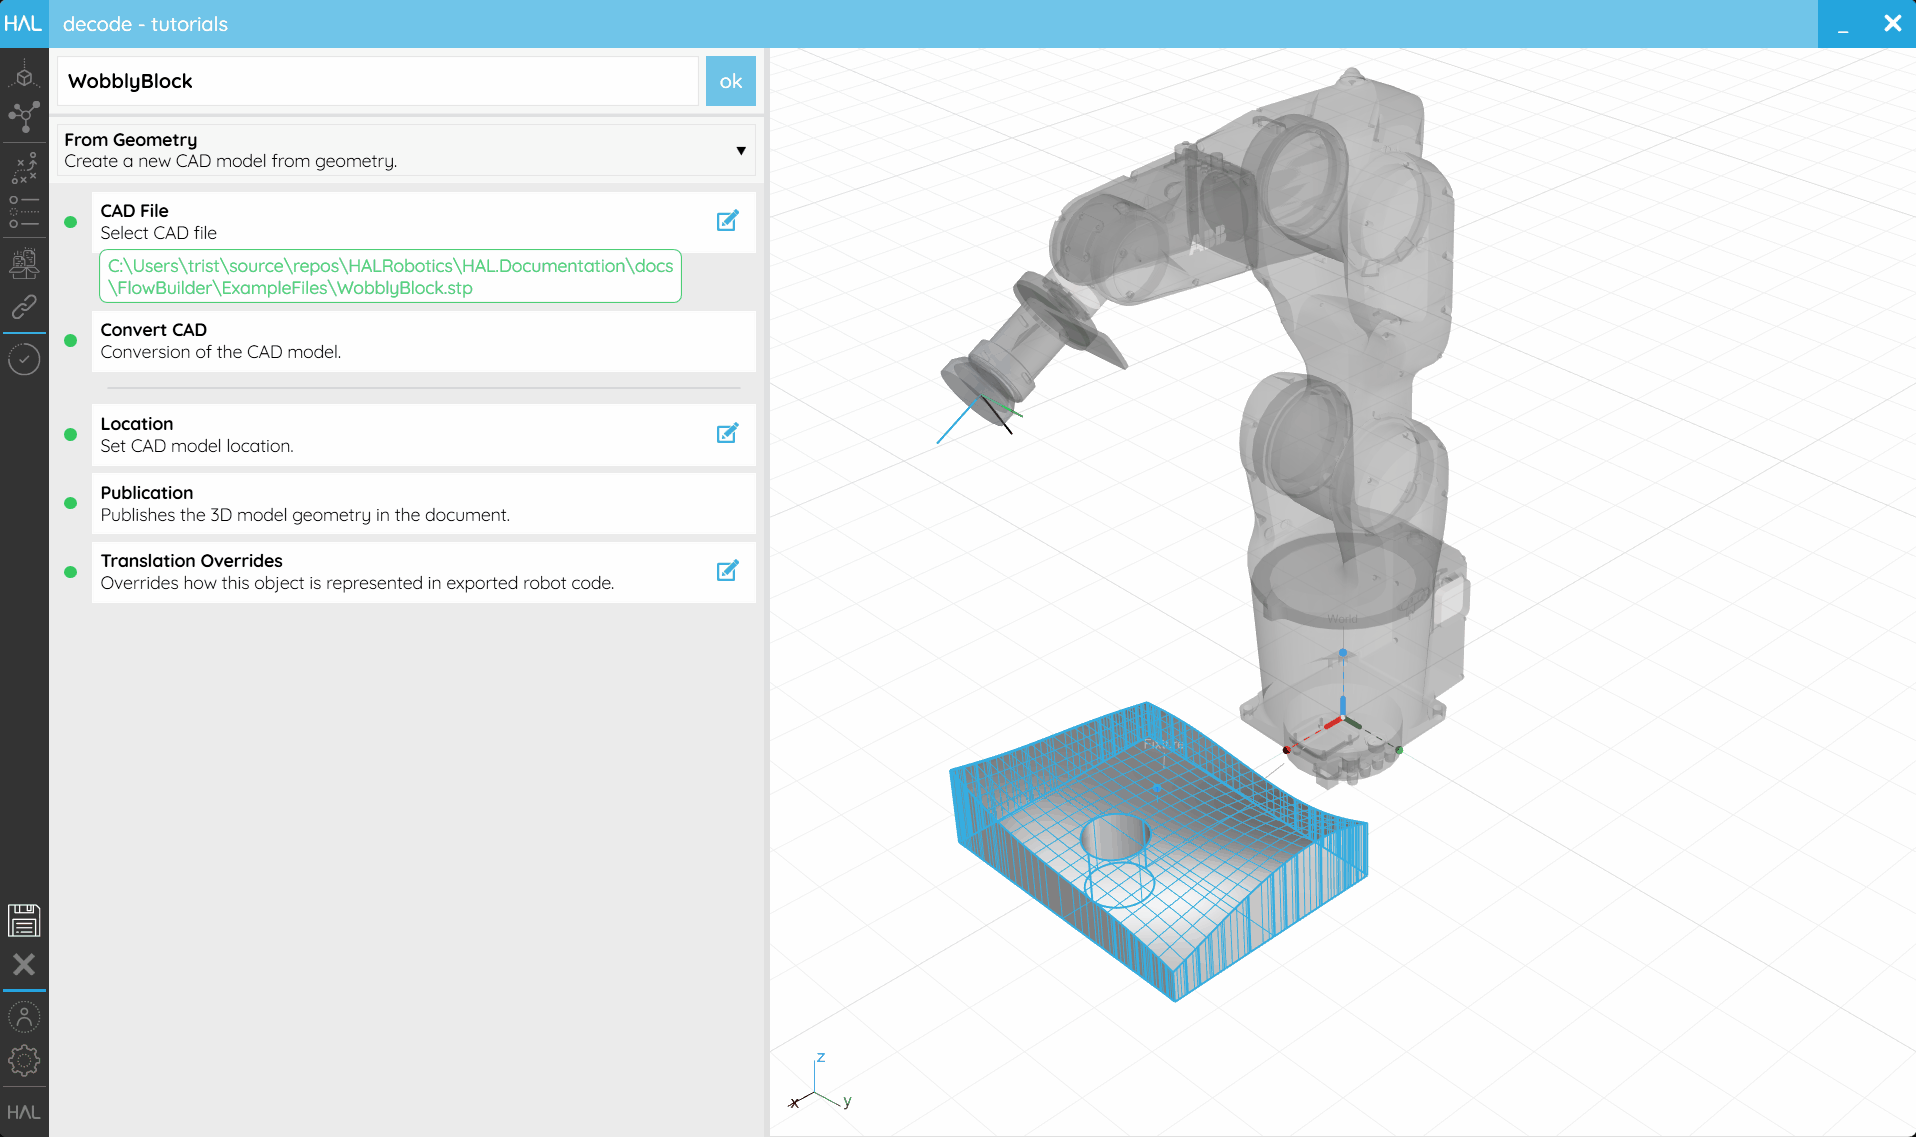 HAL decode - tutorials
WobblyBlock
ok
From Geometry
Create a new CAD model from geometry.
CAD File
Select CAD file
C:\Users\trist\source\repos\HALRobotics\HAL.Documentation\docs
\FlowBuilder\ExampleFiles\WobblyBlock.stp
Convert CAD
Conversion of the CAD model.
Location
Set CAD model location.
Publication
Publishes the 3D model geometry in the document.
Translation Overrides
Overrides how this object is represented in exported robot code.
HAL
ABB
World
Fixture
z
x
y